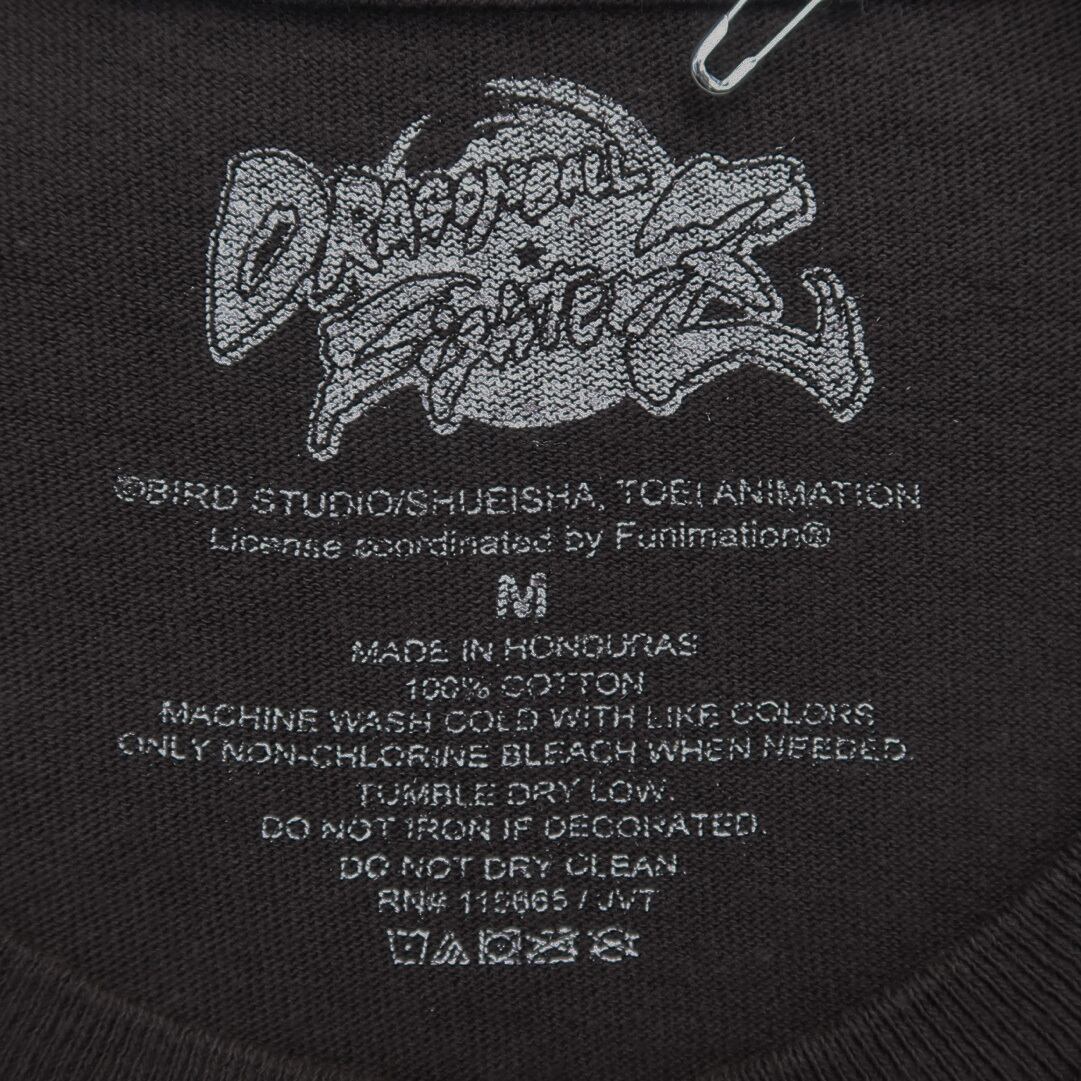 DRAGONBALL
FighterZ
©BIRD STUDIO/SHUEISHA, TOEI ANIMATION
License coordinated by Funimation®
M
MADE IN HONDURAS
100% COTTON
MACHINE WASH COLD WITH LIKE COLORS
ONLY NON-CHLORINE BLEACH WHEN NEEDED.
TUMBLE DRY LOW.
DO NOT IRON IF DECORATED.
DO NOT DRY CLEAN.
RN# / JVT